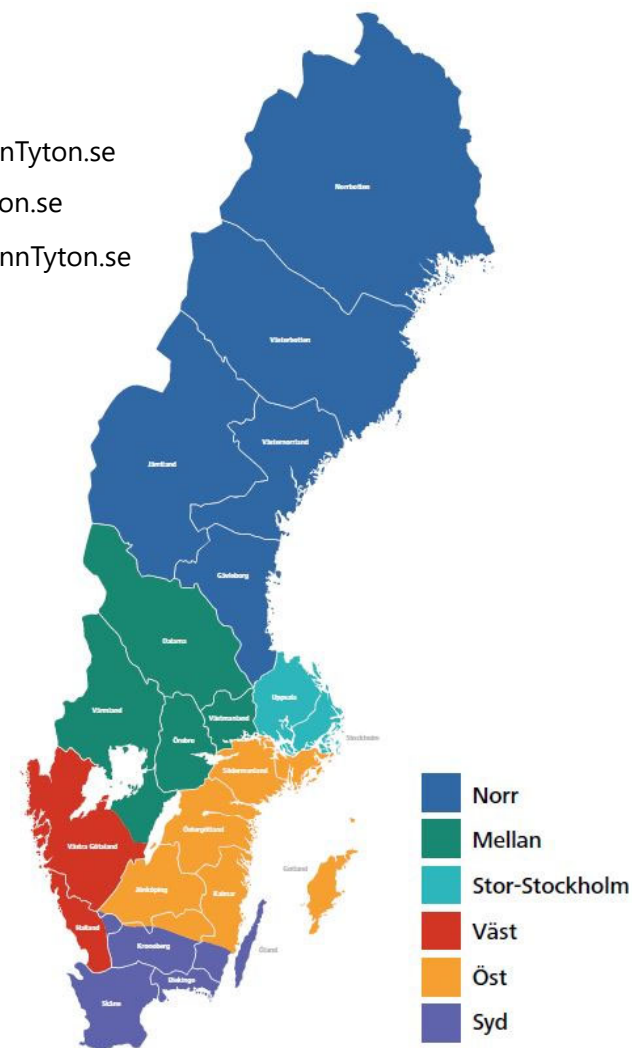 nnTyton.se
on.se
nnTyton.se
Norrbotten
Västerbotten
Västernorrland
Jämtland
Gävleborg
Dalarna
Värmland
Västmanland
Örebro
Uppsala
Stockholm
Södermanland
Östergötland
Västra Götaland
Jönköping
Kalmar
Gotland
Halland
Kronoberg
Öland
Blekinge
Skåne
Norr
Mellan
Stor-Stockholm
Väst
Öst
Syd